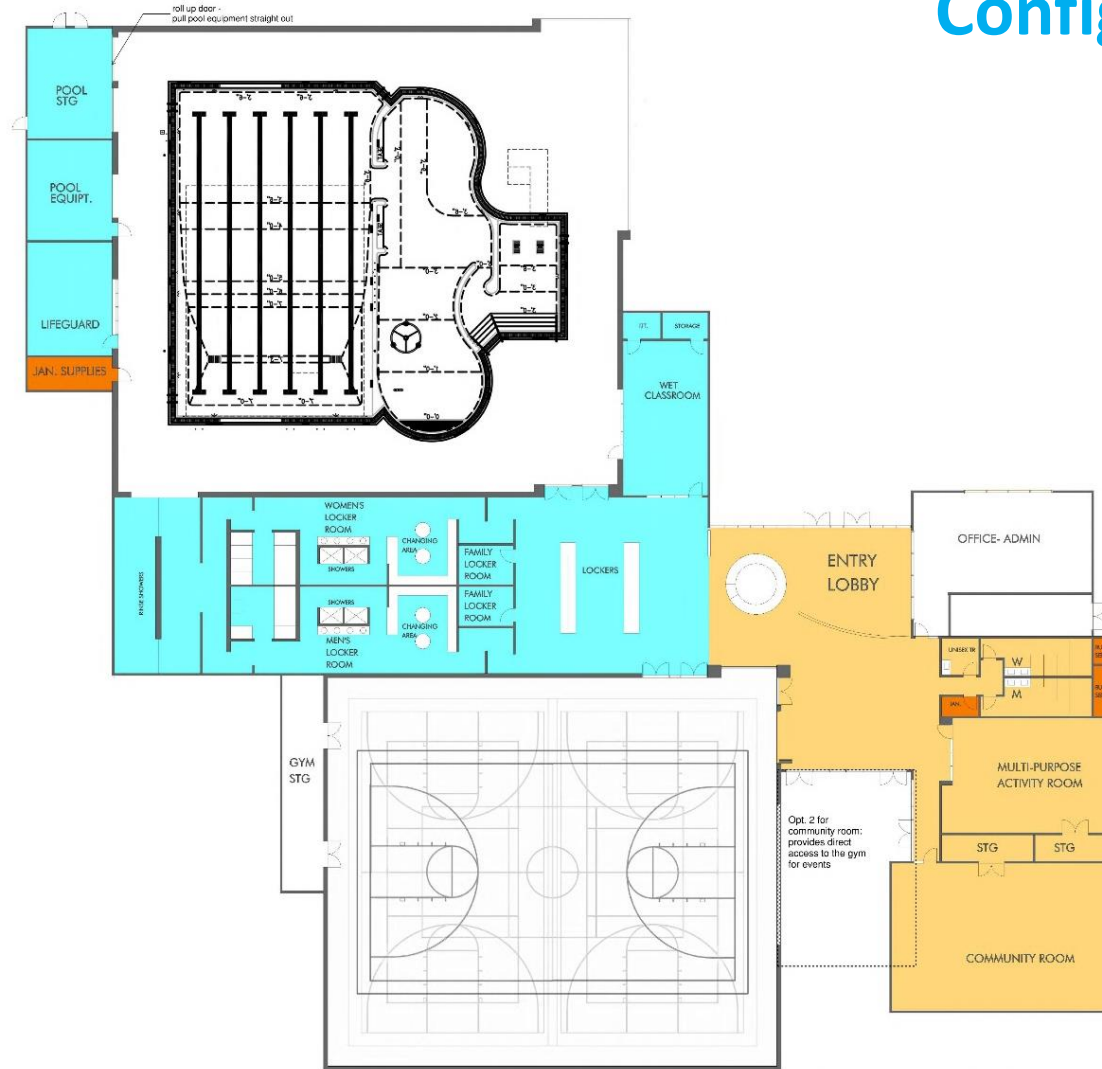 Config
roll up door -
pull pool equipment straight out
POOL
STG
POOL
EQUIPT.
LIFEGUARD
JAN. SUPPLIES
STORAGE
WET
CLASSROOM
WOMEN'S
LOCKER
ROOM
CHANGING
AREA
SHOWERS
FAMILY
LOCKER
ROOM
LOCKERS
RINSE SHOWERS
SHOWERS
FAMILY
LOCKER
ROOM
CHANGING
AREA
MEN'S
LOCKER
ROOM
ENTRY
LOBBY
OFFICE- ADMIN
UNISEX TR
W
M
JAN.
GYM
STG
MULTI-PURPOSE
ACTIVITY ROOM
Opt. 2 for
community room:
provides direct
access to the gym
for events
STG
STG
COMMUNITY ROOM